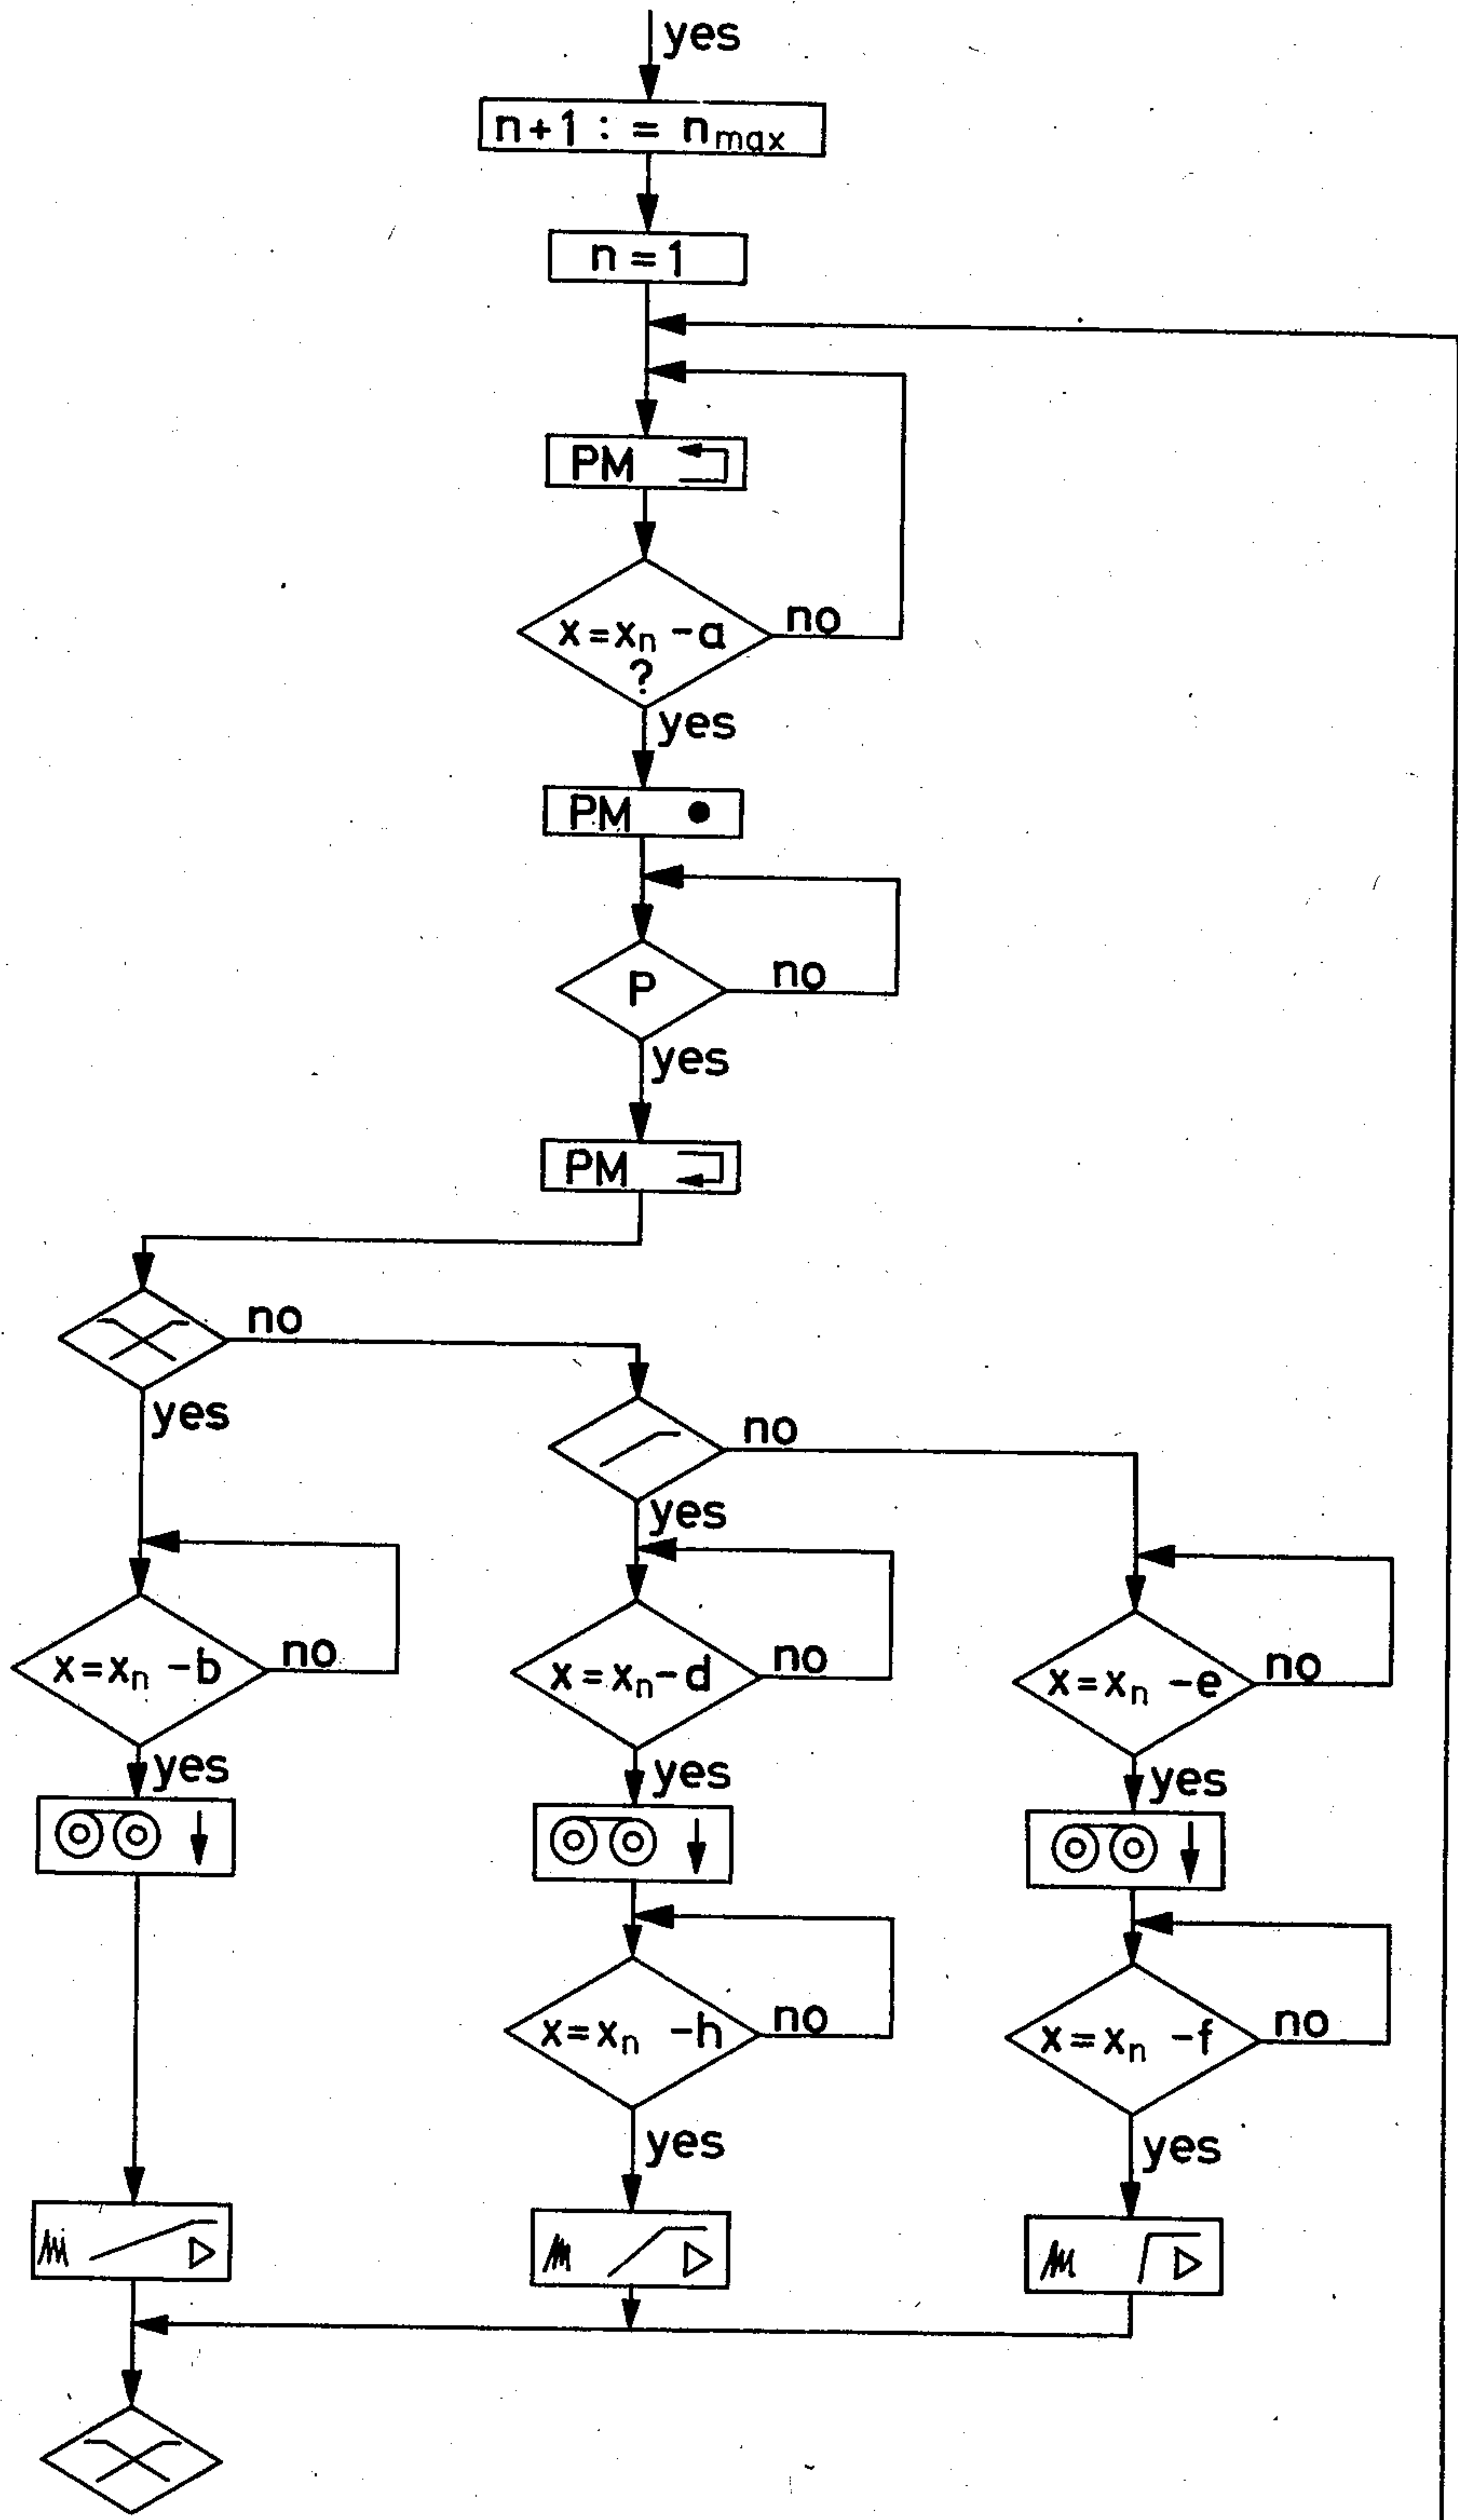 yes
n+1 : = nmax
n = 1
PM
x = xn - a
?
no
yes
PM
P
no
yes
PM
no
yes
no
yes
x = xn - b
no
x = xn - d
no
x = xn - e
no
yes
yes
yes
x = xn - h
no
x = xn - f
no
yes
yes